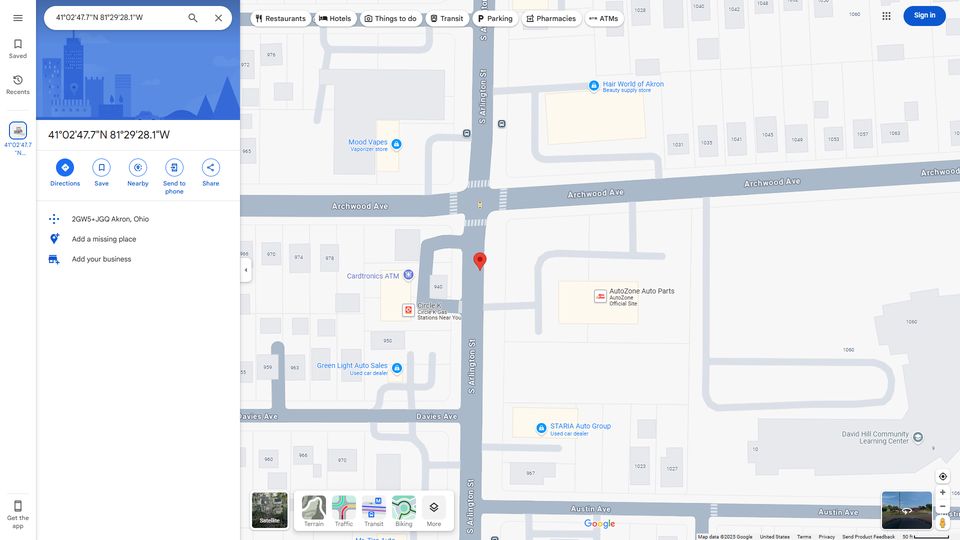 41°02'47.7"N 81°29'28.1"W
Restaurants
Hotels
Things to do
Transit
Parking
Pharmacies
ATMs
Sign in
Saved
Recents
41°02'47.7
"N...
41°02'47.7"N 81°29'28.1"W
Directions
Save
Nearby
Send to
phone
Share
2GW5+JGQ Akron, Ohio
Add a missing place
Add your business
Get the
app
S Arlington St
S Arlington St
S Arlington St
S Arlington St
Hair World of Akron
Beauty supply store
Mood Vapes
Vaporizer store
972
965
1031
1035
1039
1045
1049
1053
1057
1063
Archwood Ave
Archwood Ave
Archwood Ave
Archwood
966
970
974
978
Cardtronics ATM
940
Circle K
Circle K Gas
Stations Near You
AutoZone Auto Parts
AutoZone
Official Site
1060
1060
950
959
963
Green Light Auto Sales
Used car dealer
Davies Ave
Davies Ave
STARIA Auto Group
Used car dealer
David Hill Community
Learning Center
10
960
966
970
967
1023
1027
Austin Ave
Austin Ave
Satellite
Terrain
Traffic
Transit
Biking
More
Google
Map data ©2025 Google
United States
Terms
Privacy
Send Product Feedback
50 ft